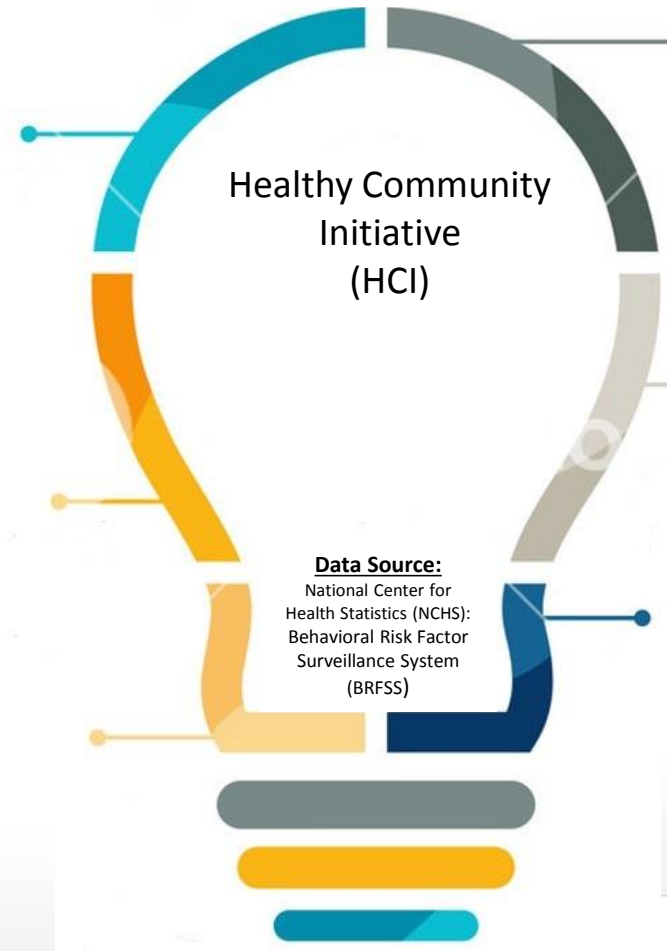 Healthy Community
Initiative
(HCI)
Data Source:
National Center for
Health Statistics (NCHS):
Behavioral Risk Factor
Surveillance System
(BRFSS)